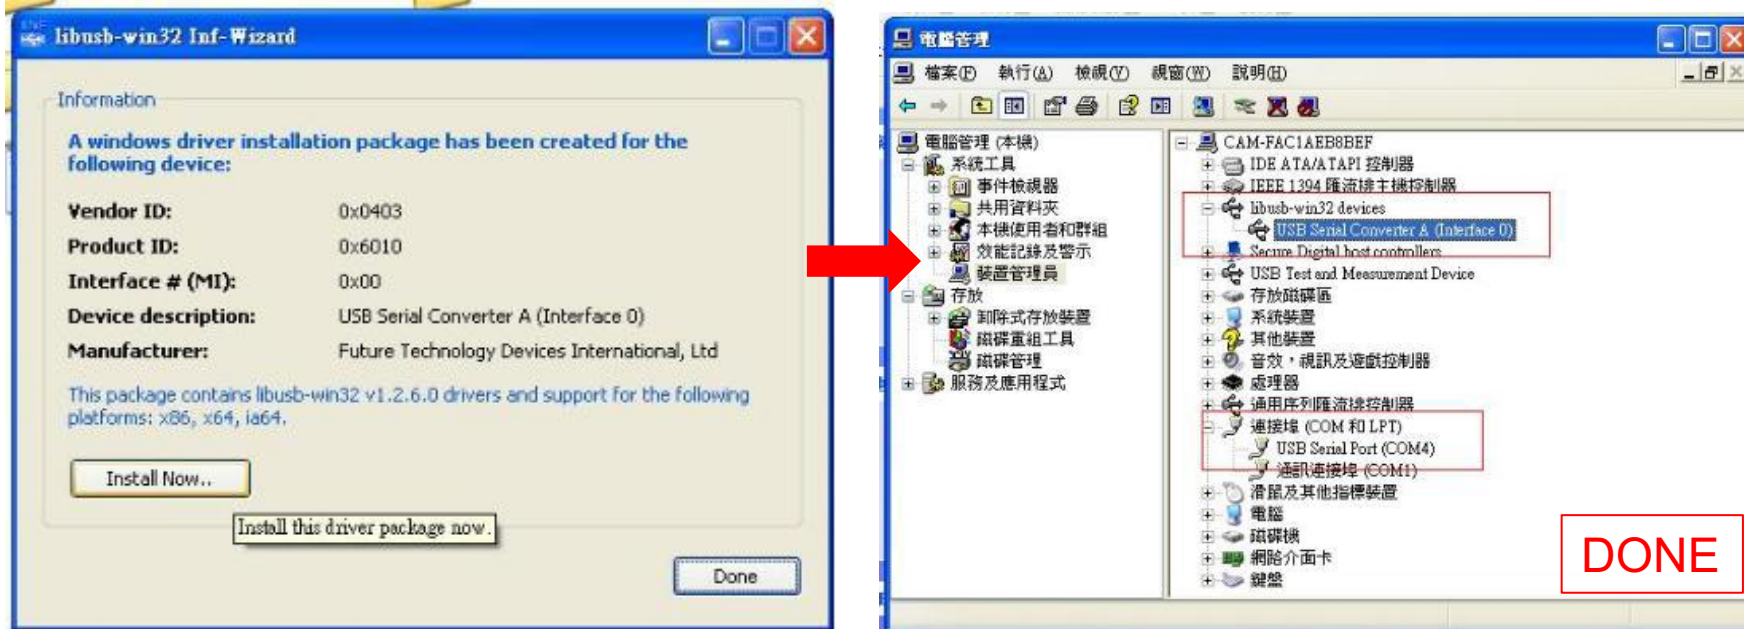 libusb-win32 Inf-Wizard
Information
A windows driver installation package has been created for the
following device:
Vendor ID: 0x0403
Product ID: 0x6010
Interface # (MI): 0x00
Device description: USB Serial Converter A (Interface 0)
Manufacturer: Future Technology Devices International, Ltd
This package contains libusb-win32 v1.2.6.0 drivers and support for the following
platforms: x86, x64, ia64.
Install Now..
Install this driver package now.
Done
電腦管理
檔案(F) 執行(A) 檢視(V) 視窗(W) 說明(H)
電腦管理 (本機)
系統工具
事件檢視器
共用資料夾
本機使用者和群組
效能記錄及警示
裝置管理員
存放
卸除式存放裝置
磁碟重組工具
磁碟管理
服務及應用程式
CAM-FAC1AEB8BEF
IDE ATA/ATAPI 控制器
IEEE 1394 匯流排主機控制器
libusb-win32 devices
USB Serial Converter A (Interface 0)
Secure Digital host controllers
USB Test and Measurement Device
存放磁碟區
系統裝置
其他裝置
音效，視訊及遊戲控制器
處理器
通用序列匯流排控制器
連接埠 (COM 和 LPT)
USB Serial Port (COM4)
通訊連接埠 (COM1)
滑鼠及其他指標裝置
電腦
磁碟機
網路介面卡
鍵盤
DONE